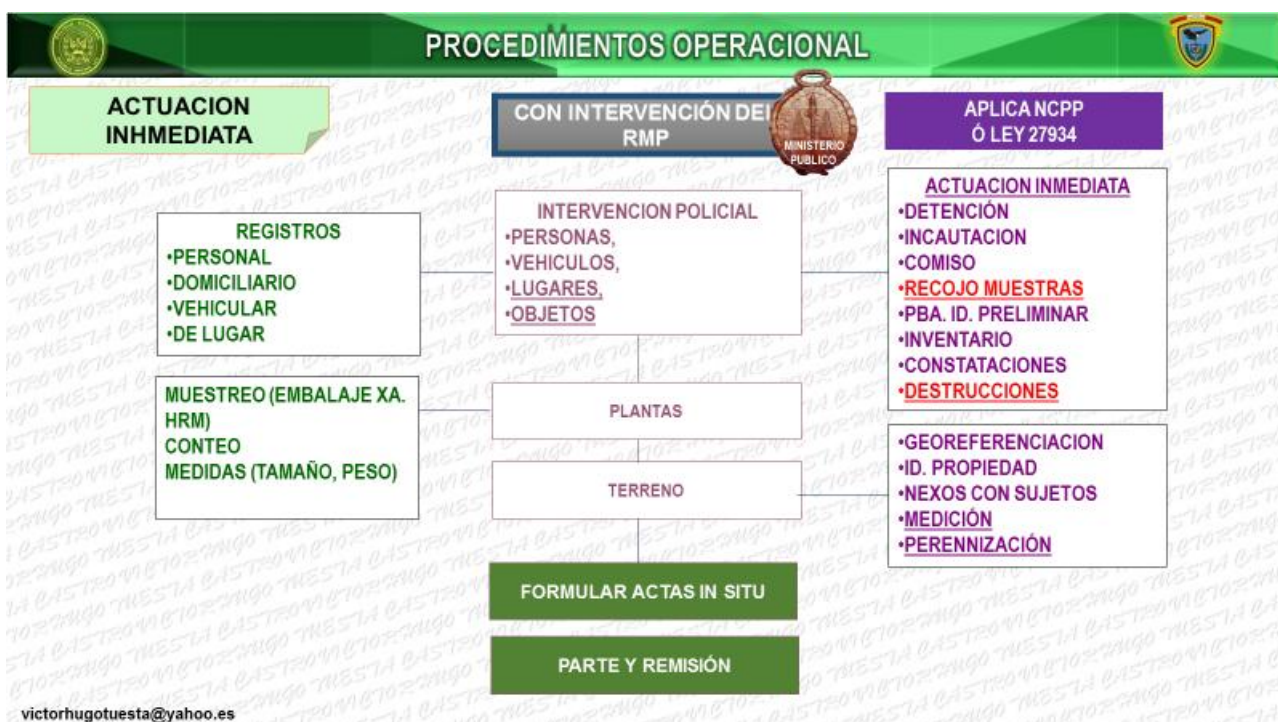 PROCEDIMIENTOS OPERACIONAL
ACTUACION
INHMEDIATA
CON INTERVENCIÓN DEL
RMP
MINISTERIO
PUBLICO
APLICA NCPP
Ó LEY 27934
REGISTROS
•PERSONAL
•DOMICILIARIO
•VEHICULAR
•DE LUGAR
INTERVENCION POLICIAL
•PERSONAS,
•VEHICULOS,
•LUGARES,
•OBJETOS
ACTUACION INMEDIATA
•DETENCIÓN
•INCAUTACION
•COMISO
•RECOJO MUESTRAS
•PBA. ID. PRELIMINAR
•INVENTARIO
•CONSTATACIONES
•DESTRUCCIONES
MUESTREO (EMBALAJE XA.
HRM)
CONTEO
MEDIDAS (TAMAÑO, PESO)
PLANTAS
TERRENO
•GEOREFERENCIACION
•ID. PROPIEDAD
•NEXOS CON SUJETOS
•MEDICIÓN
•PERENNIZACIÓN
FORMULAR ACTAS IN SITU
PARTE Y REMISIÓN
victorhugotuesta@yahoo.es